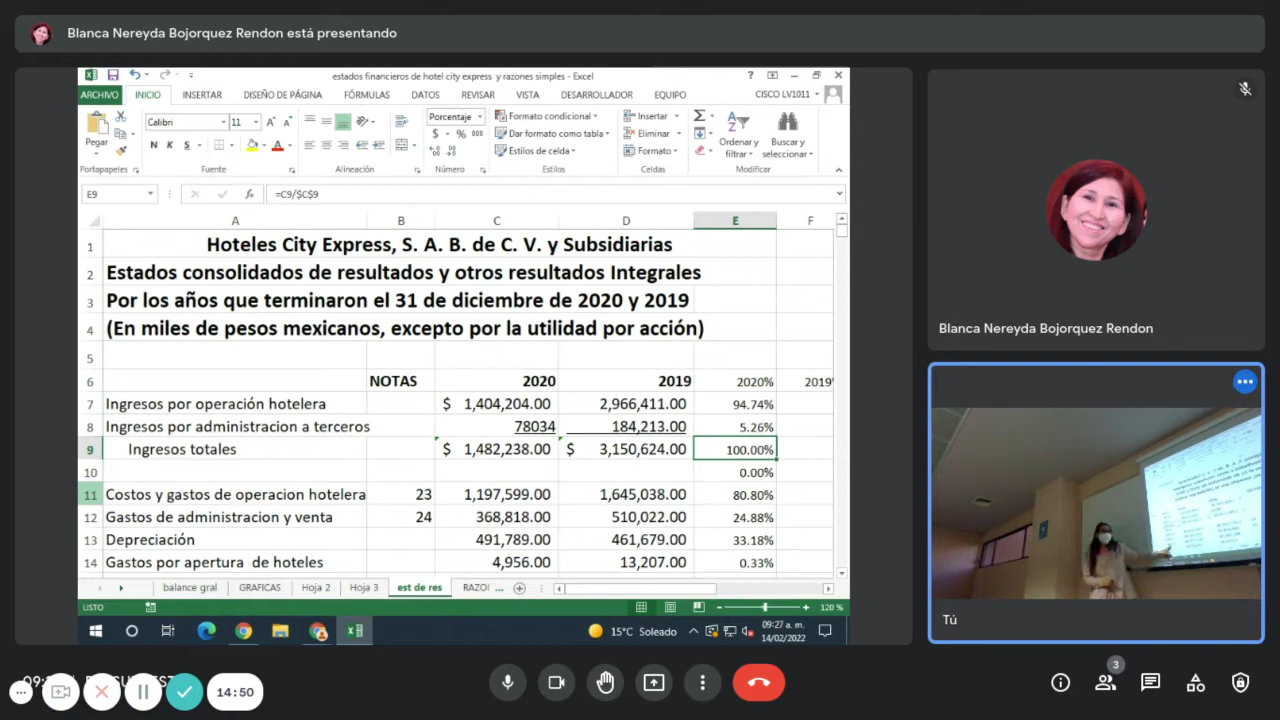 Blanca Nereyda Bojorquez Rendon está presentando
estados financieros de hotel city express y razones simples - Excel
ARCHIVO INICIO INSERTAR DISEÑO DE PÁGINA FÓRMULAS DATOS REVISAR VISTA DESARROLLADOR EQUIPO CISCO LV1011
Pegar Calibri 11 Porcentaje Formato condicional Insertar
N K S $ % 000 Dar formato como tabla Eliminar Ordenar y filtrar Buscar y seleccionar
Estilos de celda Formato
Portapapeles Fuente Alineación Número Estilos Celdas Modificar
E9 fx =C9/$C$9
A B C D E F
1 Hoteles City Express, S. A. B. de C. V. y Subsidiarias
2 Estados consolidados de resultados y otros resultados Integrales
3 Por los años que terminaron el 31 de diciembre de 2020 y 2019
4 (En miles de pesos mexicanos, excepto por la utilidad por acción)
5
6 NOTAS 2020 2019 2020% 2019
7 Ingresos por operación hotelera $ 1,404,204.00 2,966,411.00 94.74%
8 Ingresos por administracion a terceros 78034 184,213.00 5.26%
9 Ingresos totales $ 1,482,238.00 $ 3,150,624.00 100.00%
10 0.00%
11 Costos y gastos de operacion hotelera 23 1,197,599.00 1,645,038.00 80.80%
12 Gastos de administracion y venta 24 368,818.00 510,022.00 24.88%
13 Depreciación 491,789.00 461,679.00 33.18%
14 Gastos por apertura de hoteles 4,956.00 13,207.00 0.33%
balance gral GRAFICAS Hoja 2 Hoja 3 est de res RAZOI ...
LISTO 120 %
15°C Soleado 09:27 a. m.
14/02/2022
Blanca Nereyda Bojorquez Rendon
Tú
14:50
3